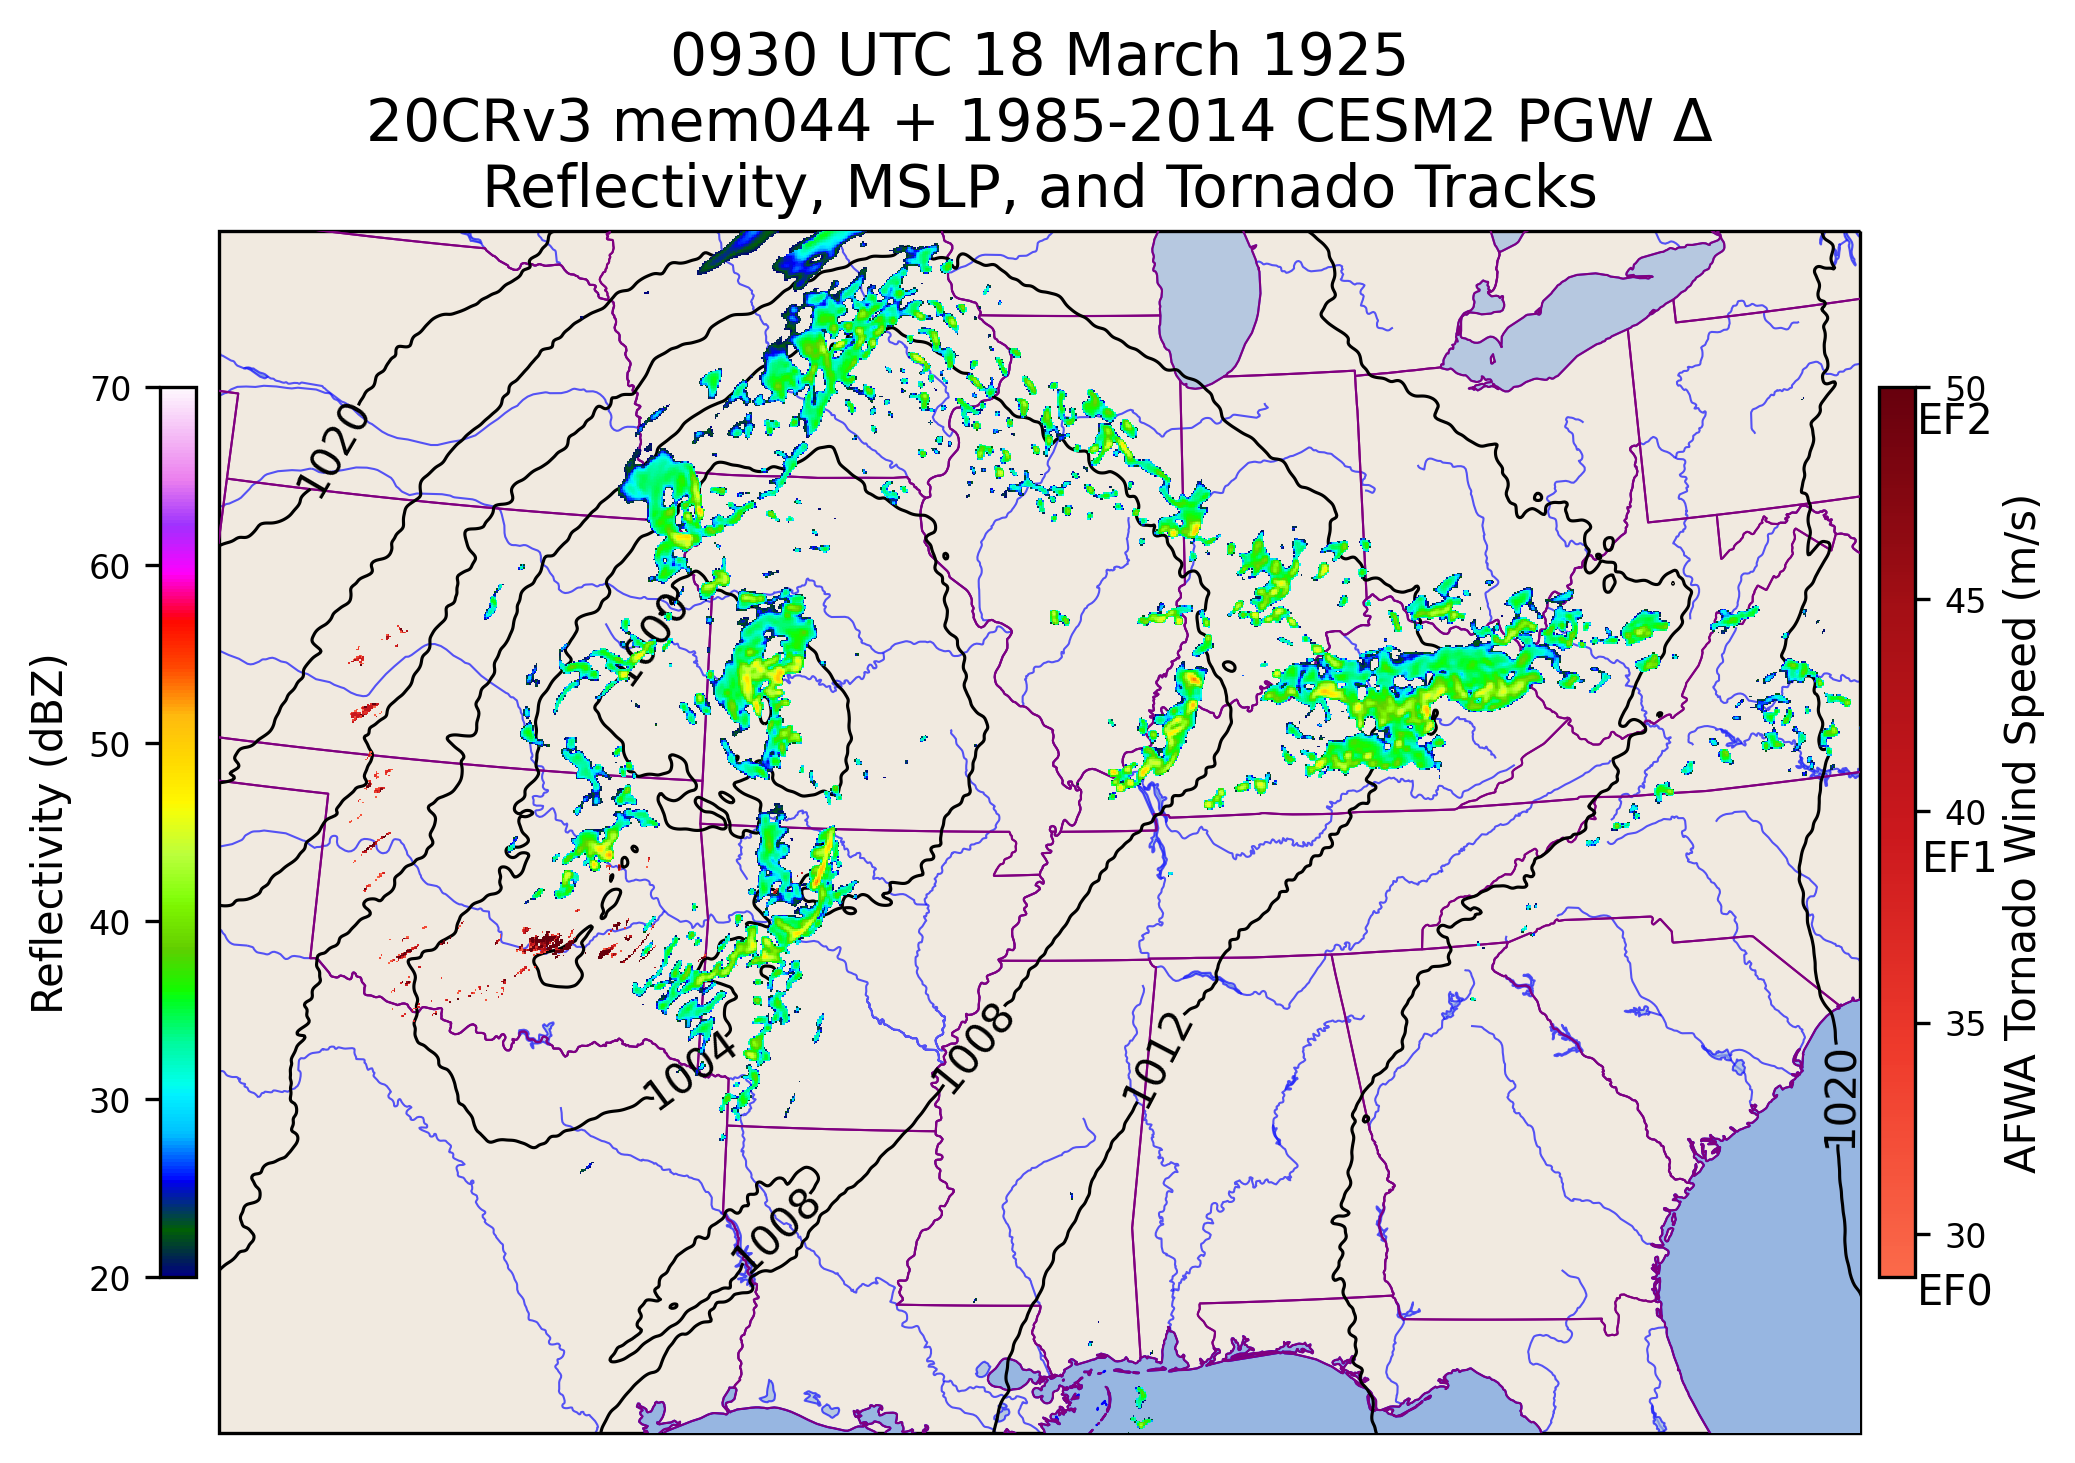 0930 UTC 18 March 1925
20CRv3 mem044 + 1985-2014 CESM2 PGW Δ
Reflectivity, MSLP, and Tornado Tracks
Reflectivity (dBZ)
70
60
50
40
30
20
1020
1000
1004
1008
1012
1008
1020
50
EF2
45
40
EF1
35
30
EF0
AFWA Tornado Wind Speed (m/s)